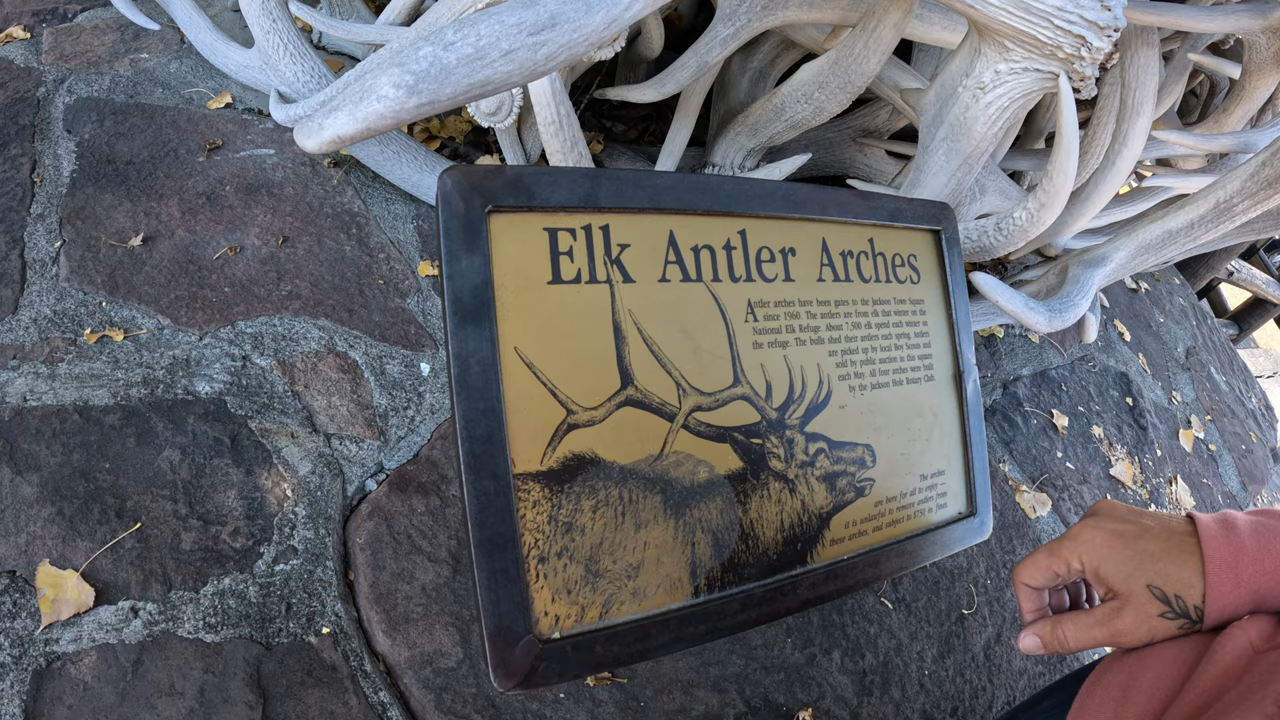 Elk Antler Arches
Antler arches have been gates to the Jackson Town Square
since 1960. The antlers are from elk that winter on the
National Elk Refuge. About 7,500 elk spend each winter on
the refuge. The bulls shed their antlers each spring. Antlers
are picked up by local Boy Scouts and
sold by public auction in this square
each May. All four arches were built
by the Jackson Hole Rotary Club.
The arches
are here for all to enjoy —
it is unlawful to remove antlers from
these arches, and subject to $750 in fines